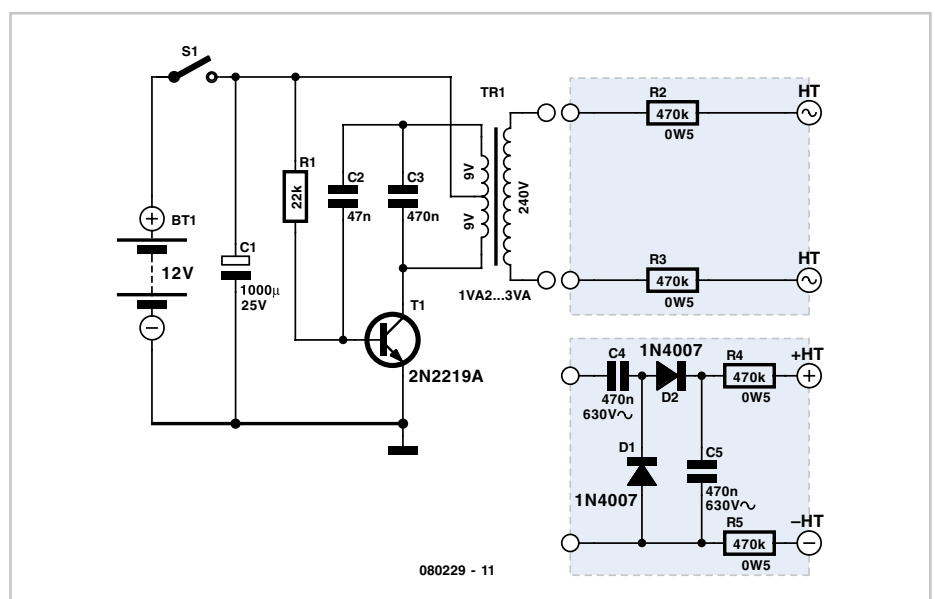 S1
TR1
R2
470k
0W5
HT
R1
22k
C2
47n
C3
470n
9V
9V
240V
BT1
12V
C1
1000µ
25V
R3
470k
0W5
HT
1VA2...3VA
T1
2N2219A
C4
470n
630V
1N4007
D2
R4
470k
0W5
+HT
D1
1N4007
C5
470n
630V
R5
470k
0W5
–HT
080229 - 11